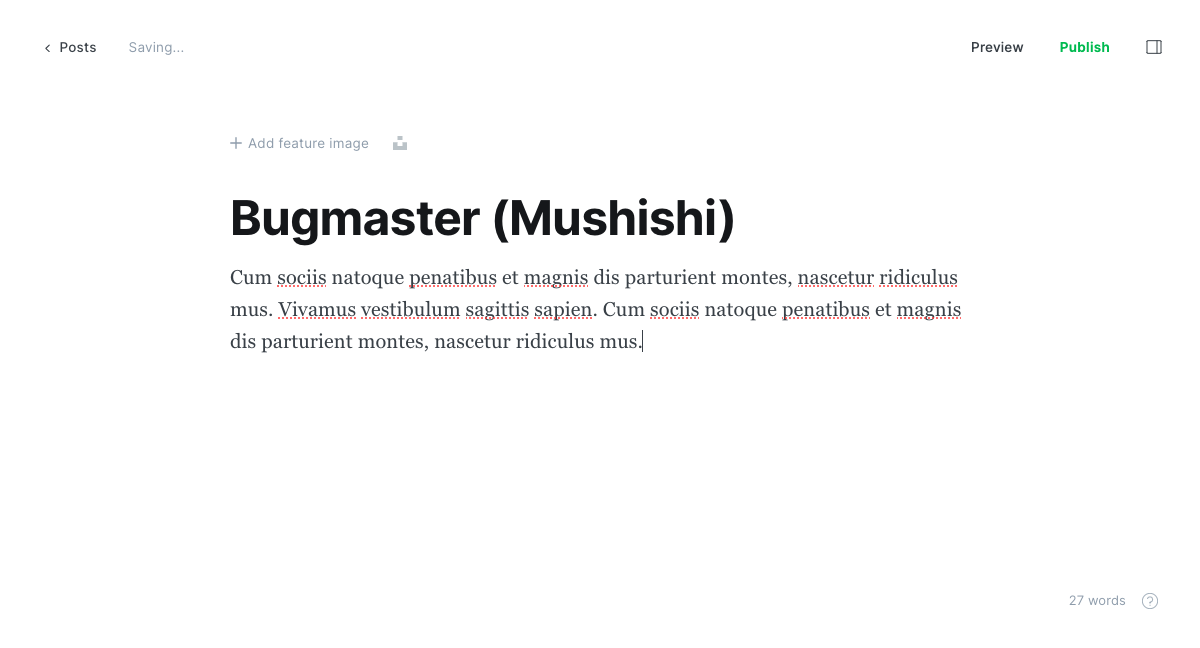 Posts
Saving...
Preview
Publish
Add feature image
Bugmaster (Mushishi)
Cum sociis natoque penatibus et magnis dis parturient montes, nascetur ridiculus
mus. Vivamus vestibulum sagittis sapien. Cum sociis natoque penatibus et magnis
dis parturient montes, nascetur ridiculus mus.
27 words
?